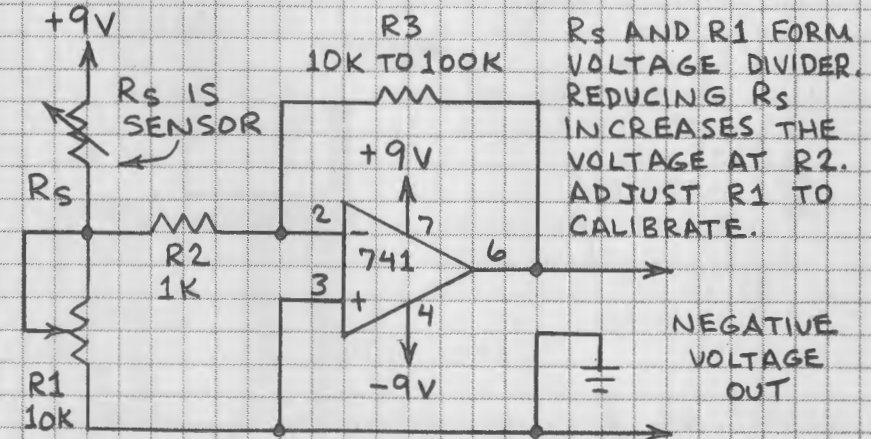 +9V
RS IS
SENSOR
RS
R1
10K
R2
1K
R3
10K TO 100K
+9V
2
-
7
741
6
3
+
4
-9V
RS AND R1 FORM
VOLTAGE DIVIDER.
REDUCING RS
INCREASES THE
VOLTAGE AT R2.
ADJUST R1 TO
CALIBRATE.
NEGATIVE
VOLTAGE
OUT